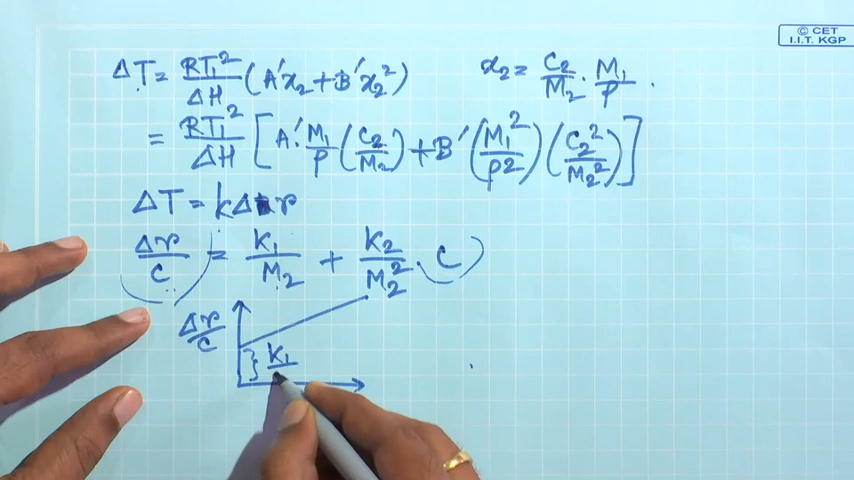 © CET
I.I.T. KGP
ΔT = RT₁²/ΔH (A'x₂ + B'x₂²)    x₂ = C₂/M₂ · M₁/ρ .
= RT₁²/ΔH [A' · M₁/ρ (C₂/M₂) + B' (M₁²/ρ2) (C₂²/M₂²)]
ΔT = kΔr
Δr/C = K₁/M₂ + K₂/M₂² · C
Δr/C
} K₁